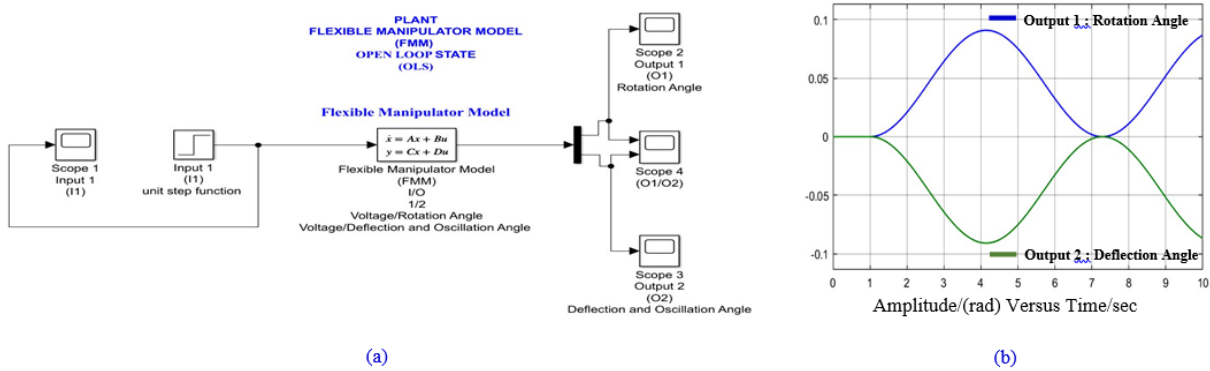 PLANT
FLEXIBLE MANIPULATOR MODEL
(FMM)
OPEN LOOP STATE
(OLS)
Flexible Manipulator Model
Scope 1
Input 1
(I1)
Input 1
(I1)
unit step function
ẋ = Ax + Bu
y = Cx + Du
Flexible Manipulator Model
(FMM)
I/O
1/2
Voltage/Rotation Angle
Voltage/Deflection and Oscillation Angle
Scope 2
Output 1
(O1)
Rotation Angle
Scope 4
(O1/O2)
Scope 3
Output 2
(O2)
Deflection and Oscillation Angle
(a)
Output 1 : Rotation Angle
0.1
0.05
0
-0.05
-0.1
Output 2 : Deflection Angle
0 1 2 3 4 5 6 7 8 9 10
Amplitude/(rad) Versus Time/sec
(b)